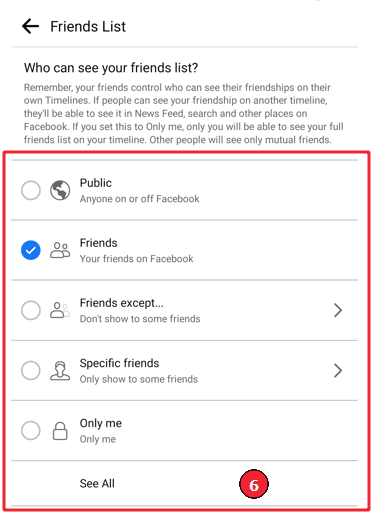 Friends List
Who can see your friends list?
Remember, your friends control who can see their friendships on their
own Timelines. If people can see your friendship on another timeline,
they'll be able to see it in News Feed, search and other places on
Facebook. If you set this to Only me, only you will be able to see your full
friends list on your timeline. Other people will see only mutual friends.
Public
Anyone on or off Facebook
Friends
Your friends on Facebook
Friends except...
Don't show to some friends
Specific friends
Only show to some friends
Only me
Only me
See All
6